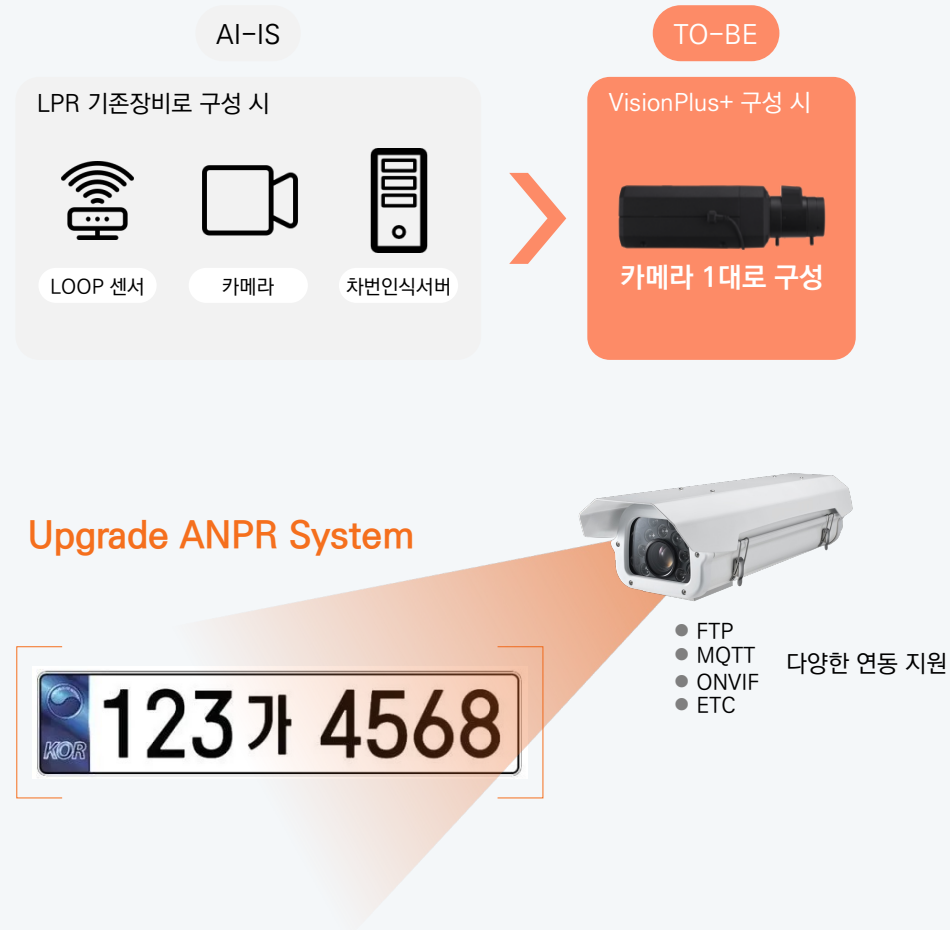 AI-IS
TO-BE
LPR 기존장비로 구성 시
VisionPlus+ 구성 시
LOOP 센서
카메라
차번인식서버
카메라 1대로 구성
Upgrade ANPR System
FTP
MQTT
ONVIF
ETC
다양한 연동 지원
KOR
123가 4568